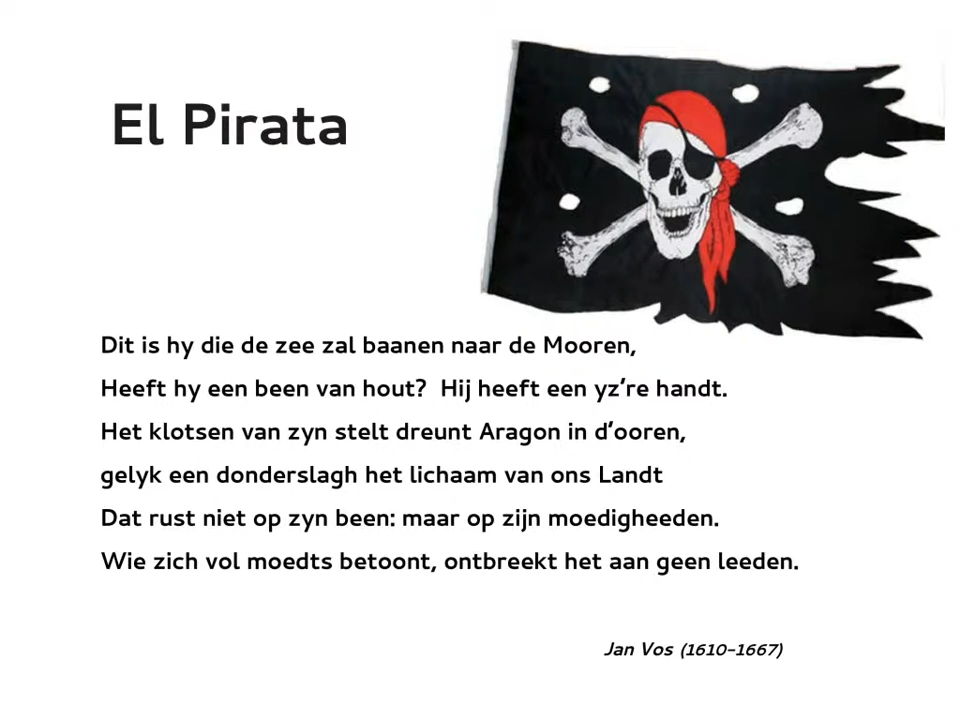 El Pirata
Dit is hy die de zee zal baanen naar de Mooren,
Heeft hy een been van hout?  Hij heeft een yz're handt.
Het klotsen van zyn stelt dreunt Aragon in d'ooren,
gelyk een donderslagh het lichaam van ons Landt
Dat rust niet op zyn been: maar op zijn moedigheeden.
Wie zich vol moedts betoont, ontbreekt het aan geen leeden.
Jan Vos (1610-1667)